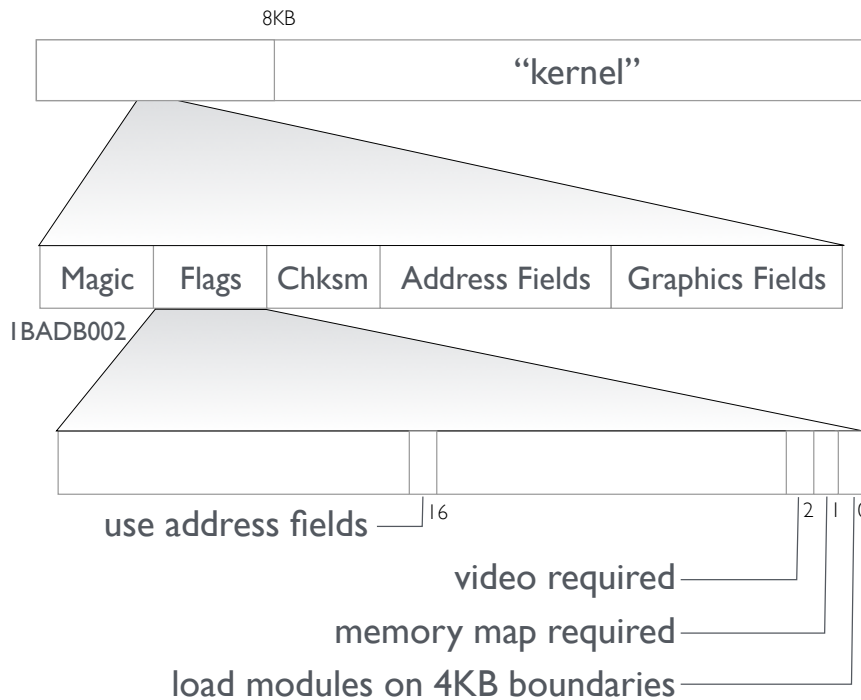 8KB
“kernel”
Magic Flags Chksm Address Fields Graphics Fields
1BADB002
use address fields 16 2 1 0
video required
memory map required
load modules on 4KB boundaries